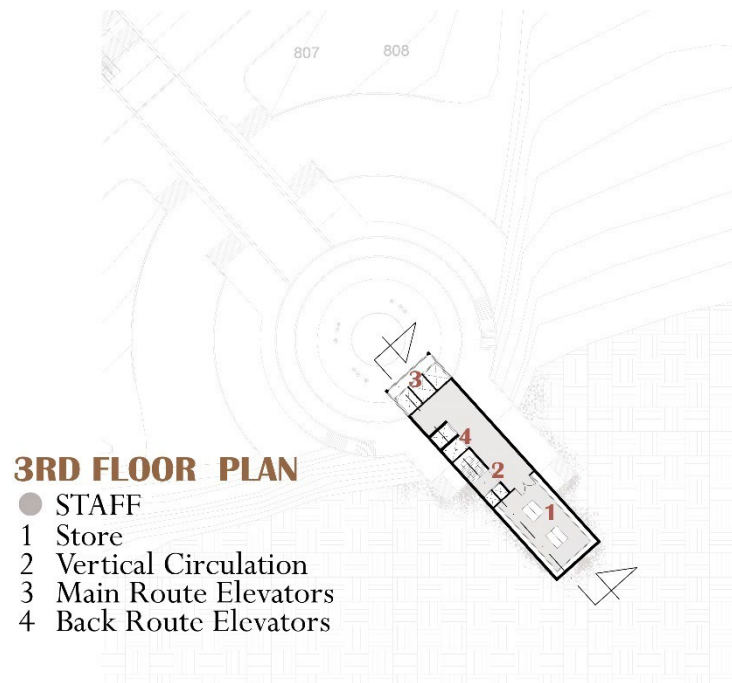 807 808
3
4
2
1
3RD FLOOR PLAN
STAFF
1 Store
2 Vertical Circulation
3 Main Route Elevators
4 Back Route Elevators